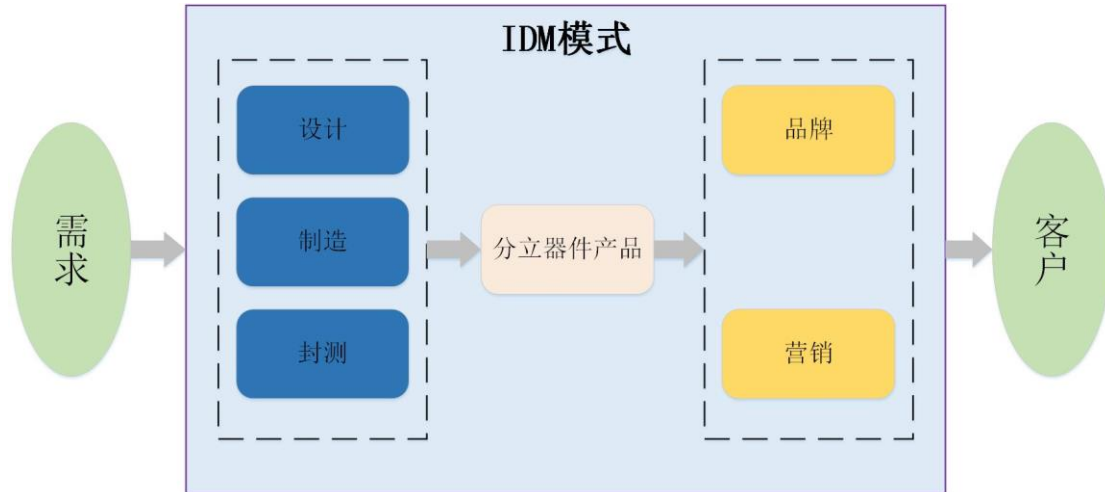 IDM模式
需求
设计
制造
封测
分立器件产品
品牌
营销
客户